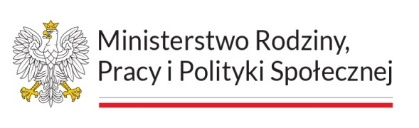 Ministerstwo Rodziny,
Pracy i Polityki Społecznej